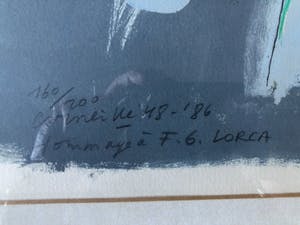 160/200
Corneille 48-'86
Hommage à F. G. LORCA